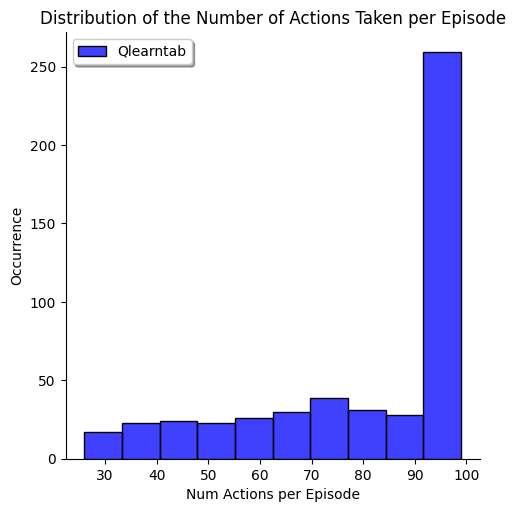 Distribution of the Number of Actions Taken per Episode
Qlearntab
250
200
150
100
50
0
Occurrence
30 40 50 60 70 80 90 100
Num Actions per Episode